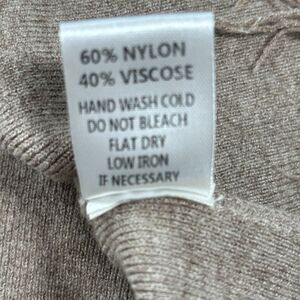 60% NYLON
40% VISCOSE
HAND WASH COLD
DO NOT BLEACH
FLAT DRY
LOW IRON
IF NECESSARY